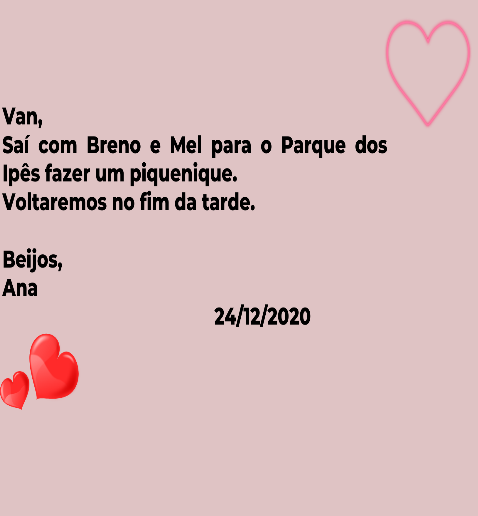 Van,
Saí com Breno e Mel para o Parque dos
Ipês fazer um piquenique.
Voltaremos no fim da tarde.
Beijos,
Ana
24/12/2020